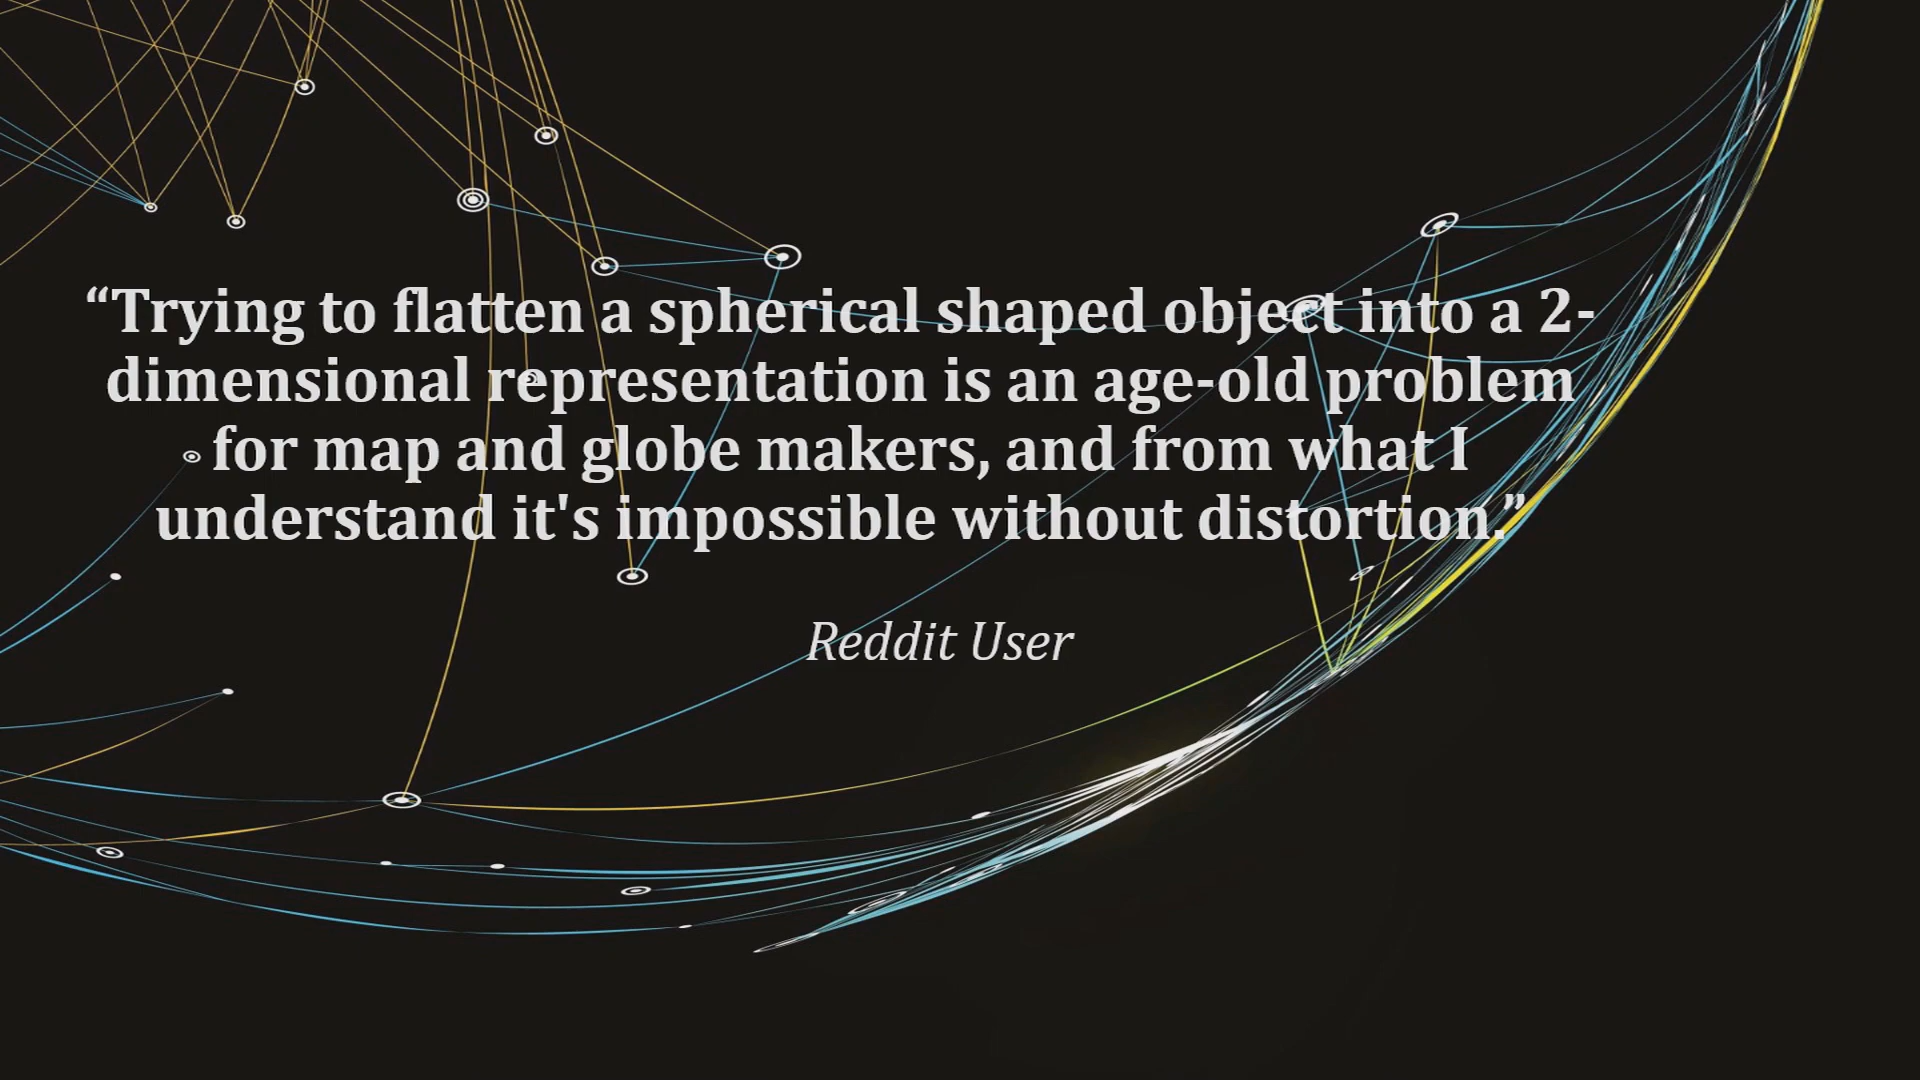 “Trying to flatten a spherical shaped object into a 2-
dimensional representation is an age-old problem
for map and globe makers, and from what I
understand it's impossible without distortion.”
Reddit User